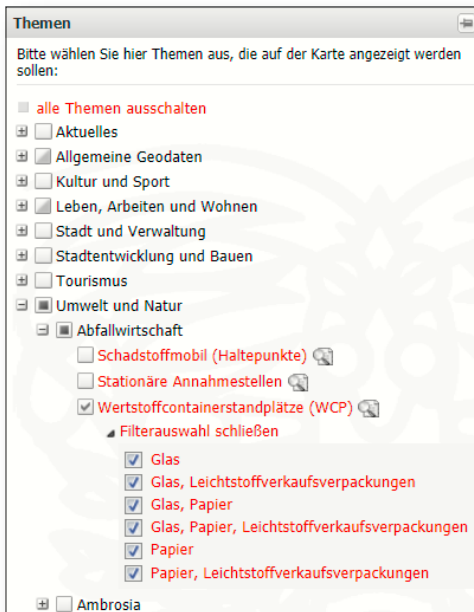 Themen
Bitte wählen Sie hier Themen aus, die auf der Karte angezeigt werden
sollen:
alle Themen ausschalten
Aktuelles
Allgemeine Geodaten
Kultur und Sport
Leben, Arbeiten und Wohnen
Stadt und Verwaltung
Stadtentwicklung und Bauen
Tourismus
Umwelt und Natur
Abfallwirtschaft
Schadstoffmobil (Haltepunkte)
Stationäre Annahmestellen
Wertstoffcontainerstandplätze (WCP)
Filterauswahl schließen
Glas
Glas, Leichtstoffverkaufsverpackungen
Glas, Papier
Glas, Papier, Leichtstoffverkaufsverpackungen
Papier
Papier, Leichtstoffverkaufsverpackungen
Ambrosia